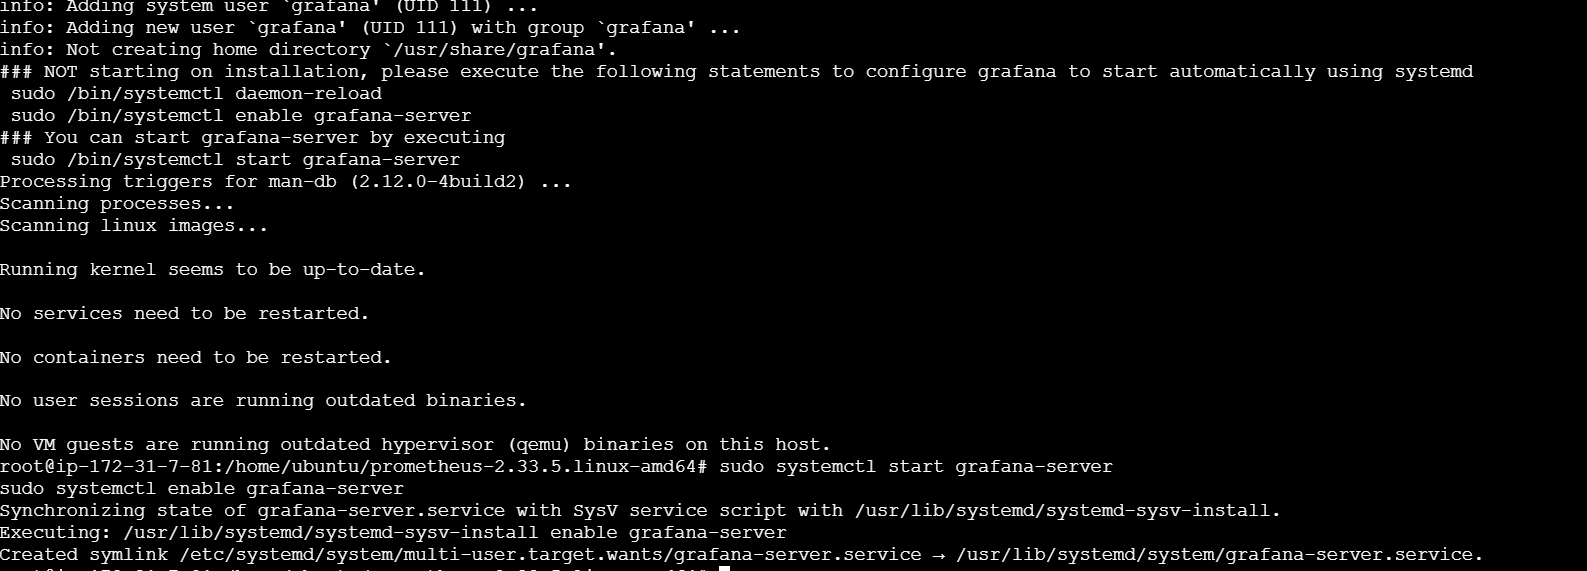 info: Adding system user `grafana' (UID 111) ...
info: Adding new user `grafana' (UID 111) with group `grafana' ...
info: Not creating home directory `/usr/share/grafana'.
### NOT starting on installation, please execute the following statements to configure grafana to start automatically using systemd
 sudo /bin/systemctl daemon-reload
 sudo /bin/systemctl enable grafana-server
### You can start grafana-server by executing
 sudo /bin/systemctl start grafana-server
Processing triggers for man-db (2.12.0-4build2) ...
Scanning processes...
Scanning linux images...
Running kernel seems to be up-to-date.
No services need to be restarted.
No containers need to be restarted.
No user sessions are running outdated binaries.
No VM guests are running outdated hypervisor (qemu) binaries on this host.
root@ip-172-31-7-81:/home/ubuntu/prometheus-2.33.5.linux-amd64# sudo systemctl start grafana-server
sudo systemctl enable grafana-server
Synchronizing state of grafana-server.service with SysV service script with /usr/lib/systemd/systemd-sysv-install.
Executing: /usr/lib/systemd/systemd-sysv-install enable grafana-server
Created symlink /etc/systemd/system/multi-user.target.wants/grafana-server.service → /usr/lib/systemd/system/grafana-server.service.